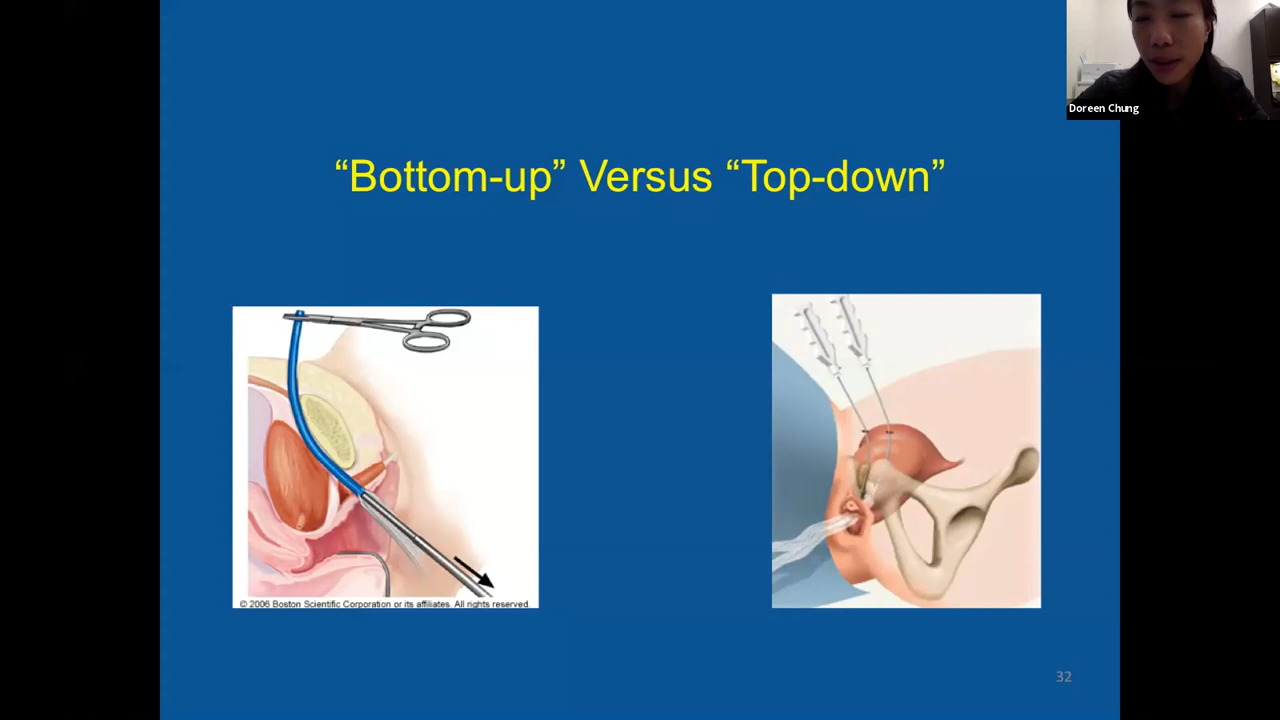 Doreen Chung
“Bottom-up” Versus “Top-down”
© 2006 Boston Scientific Corporation or its affiliates. All rights reserved.
32